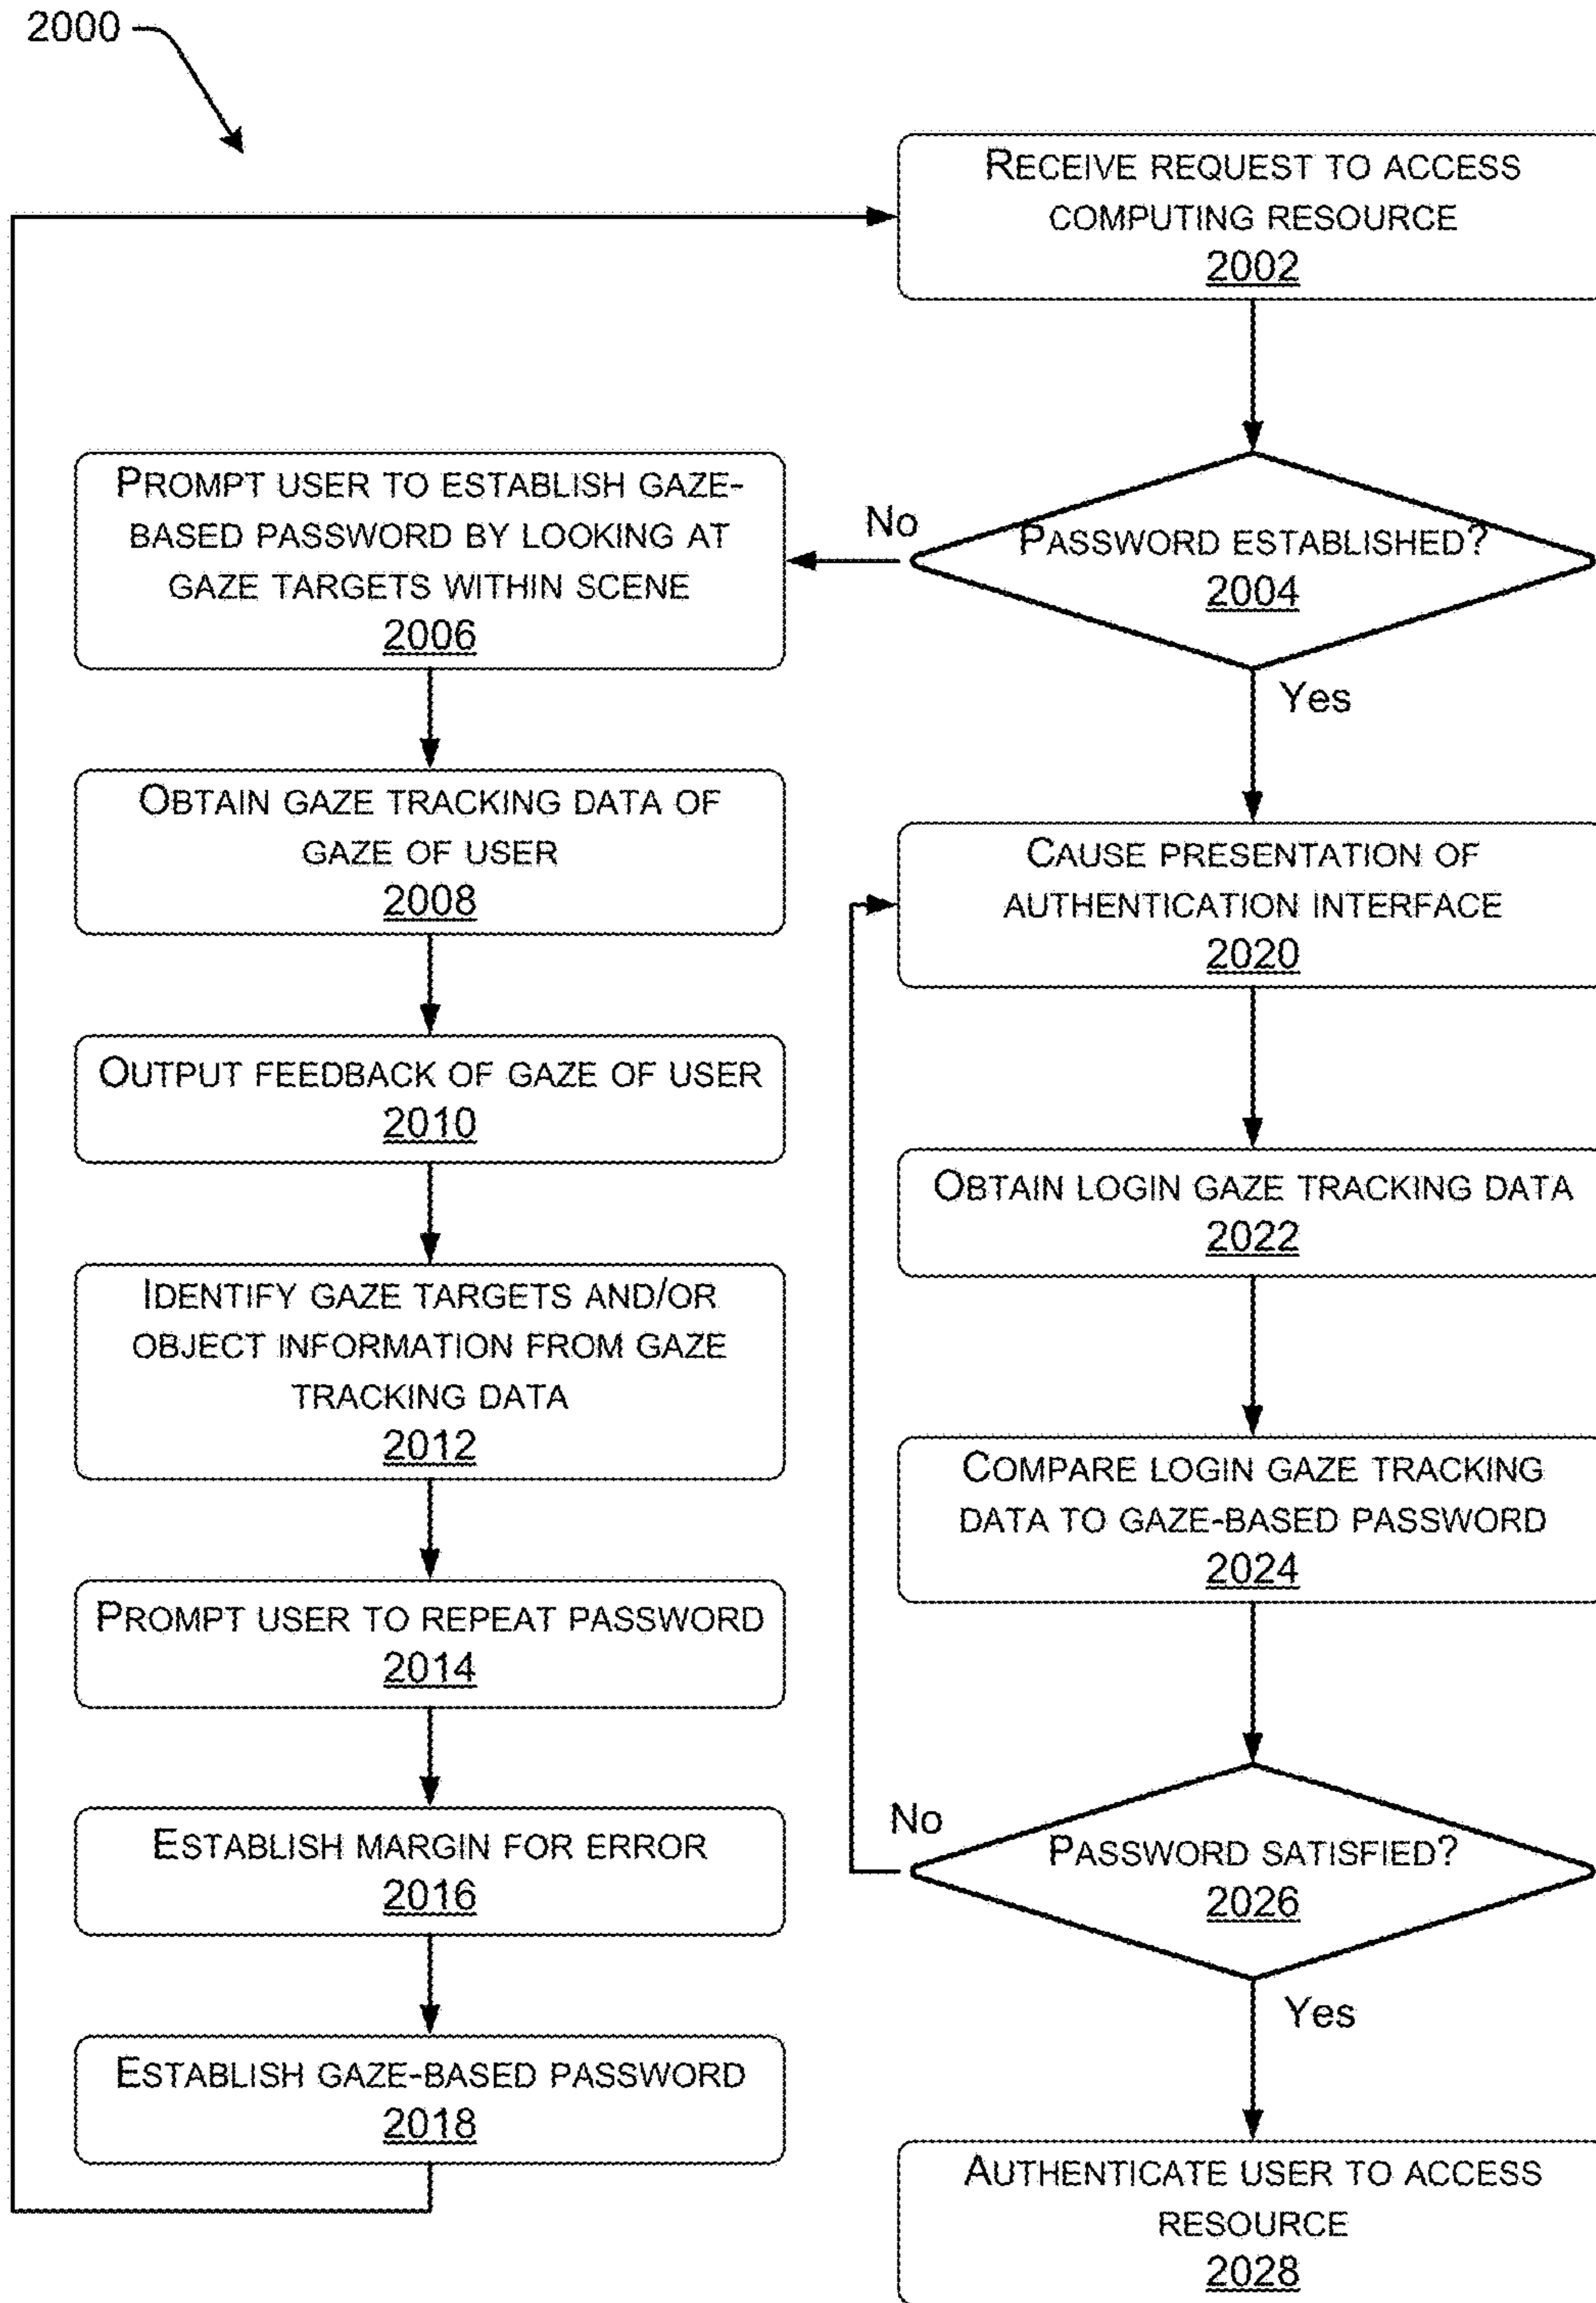 2000
RECEIVE REQUEST TO ACCESS
COMPUTING RESOURCE
2002
PASSWORD ESTABLISHED?
2004
No
Yes
PROMPT USER TO ESTABLISH GAZE-
BASED PASSWORD BY LOOKING AT
GAZE TARGETS WITHIN SCENE
2006
OBTAIN GAZE TRACKING DATA OF
GAZE OF USER
2008
OUTPUT FEEDBACK OF GAZE OF USER
2010
IDENTIFY GAZE TARGETS AND/OR
OBJECT INFORMATION FROM GAZE
TRACKING DATA
2012
PROMPT USER TO REPEAT PASSWORD
2014
ESTABLISH MARGIN FOR ERROR
2016
ESTABLISH GAZE-BASED PASSWORD
2018
CAUSE PRESENTATION OF
AUTHENTICATION INTERFACE
2020
OBTAIN LOGIN GAZE TRACKING DATA
2022
COMPARE LOGIN GAZE TRACKING
DATA TO GAZE-BASED PASSWORD
2024
PASSWORD SATISFIED?
2026
No
Yes
AUTHENTICATE USER TO ACCESS
RESOURCE
2028